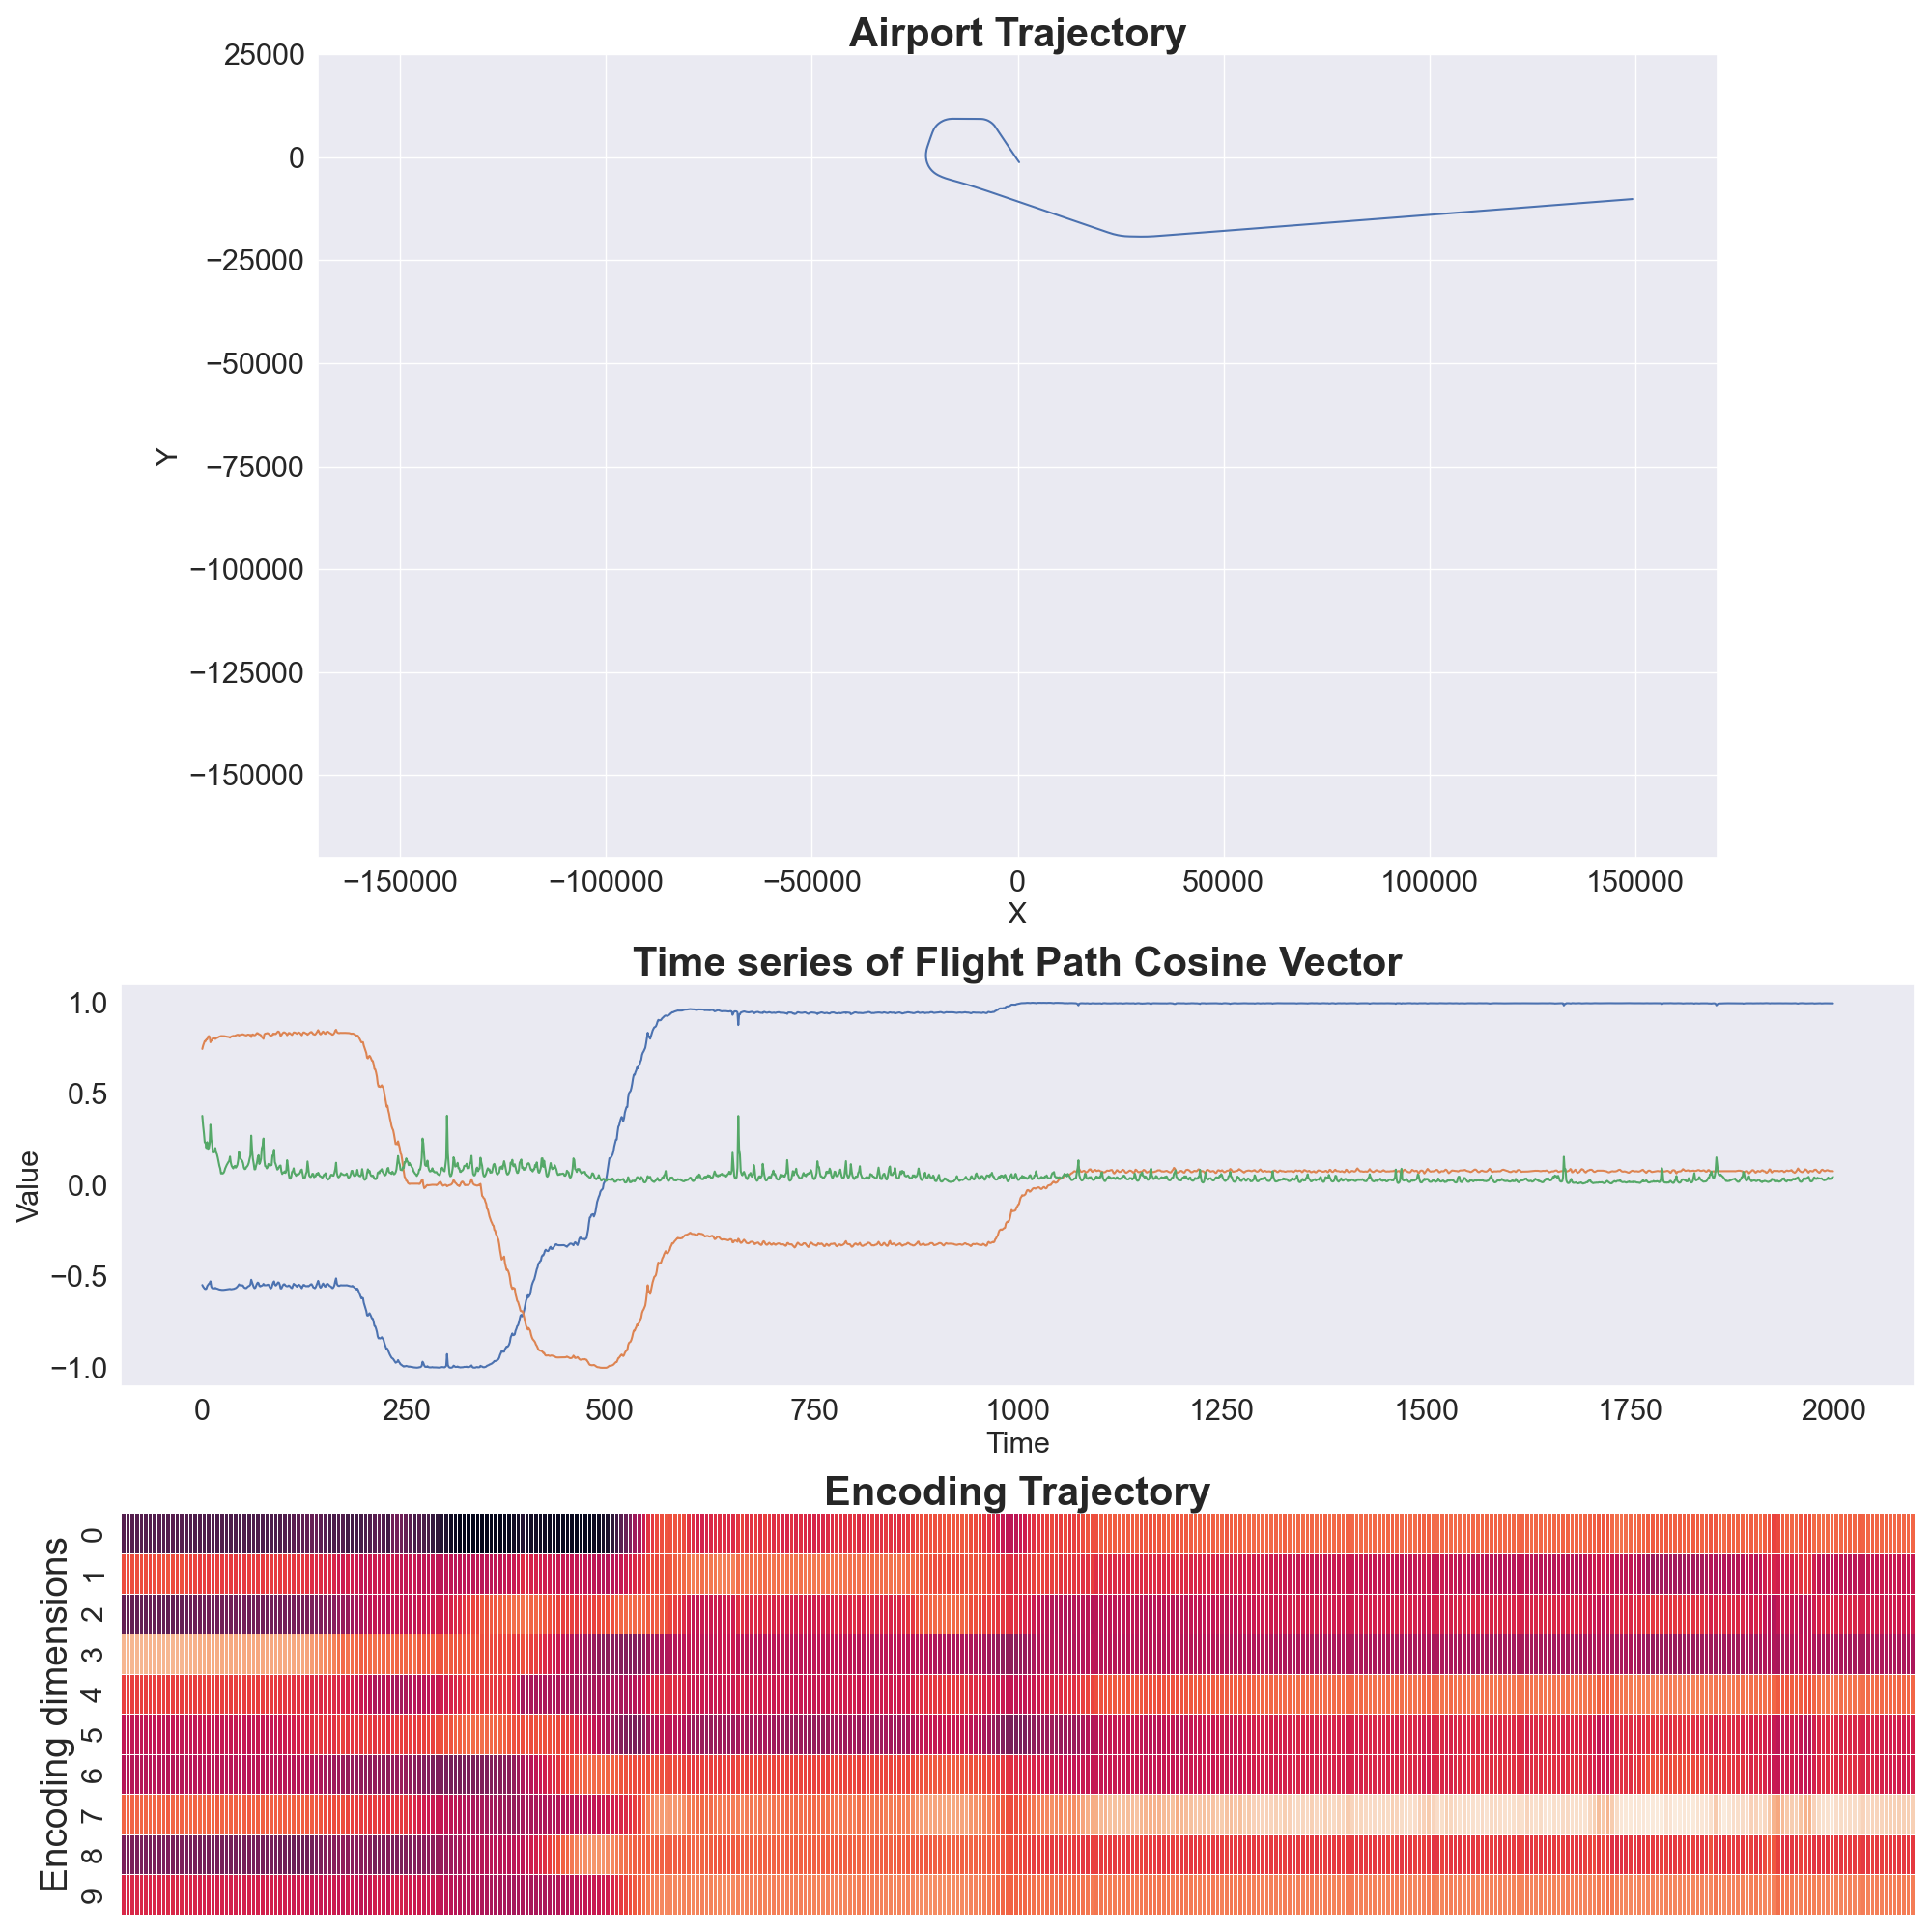 Airport Trajectory
25000
0
−25000
−50000
−75000
−100000
−125000
−150000
Y
−150000 −100000 −50000 0 50000 100000 150000
X
Time series of Flight Path Cosine Vector
1.0
0.5
0.0
−0.5
−1.0
Value
0 250 500 750 1000 1250 1500 1750 2000
Time
Encoding Trajectory
0
1
2
3
4
5
6
7
8
9
Encoding dimensions